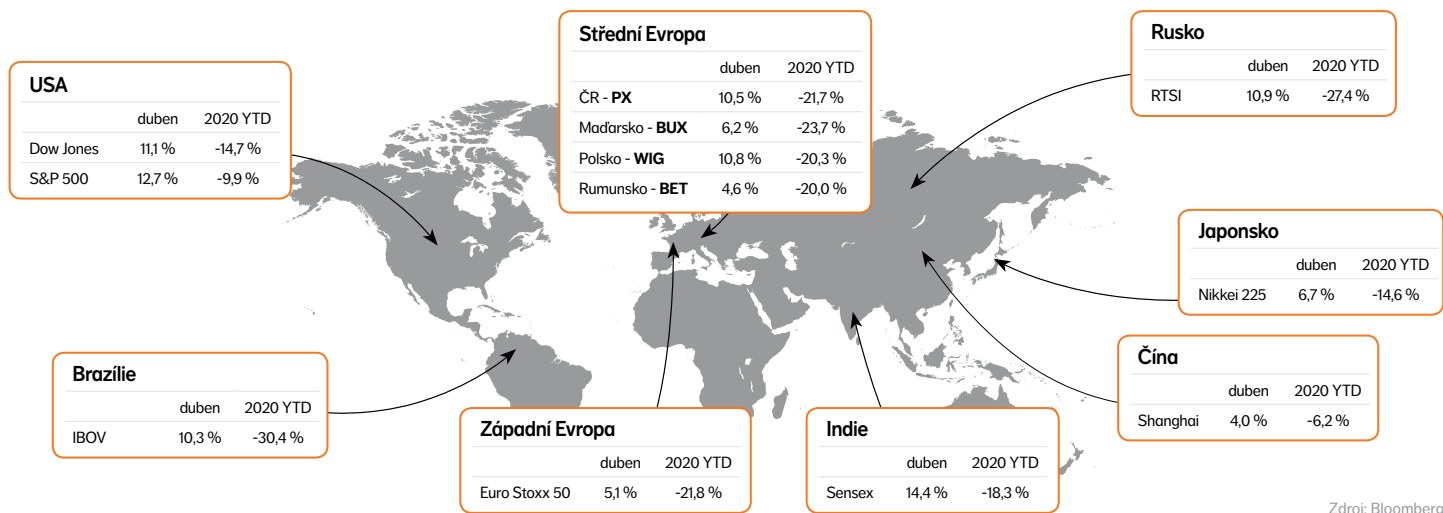 USA
duben 2020 YTD
Dow Jones 11,1 % -14,7 %
S&P 500 12,7 % -9,9 %
Střední Evropa
duben 2020 YTD
ČR - PX 10,5 % -21,7 %
Maďarsko - BUX 6,2 % -23,7 %
Polsko - WIG 10,8 % -20,3 %
Rumunsko - BET 4,6 % -20,0 %
Rusko
duben 2020 YTD
RTSI 10,9 % -27,4 %
Japonsko
duben 2020 YTD
Nikkei 225 6,7 % -14,6 %
Čína
duben 2020 YTD
Shanghai 4,0 % -6,2 %
Brazílie
duben 2020 YTD
IBOV 10,3 % -30,4 %
Západní Evropa
duben 2020 YTD
Euro Stoxx 50 5,1 % -21,8 %
Indie
duben 2020 YTD
Sensex 14,4 % -18,3 %
Zdroj: Bloomberg